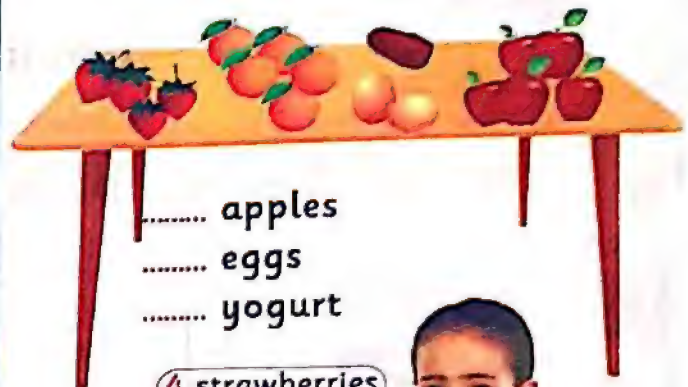 ......... apples
......... eggs
......... yogurt
4 strawberries